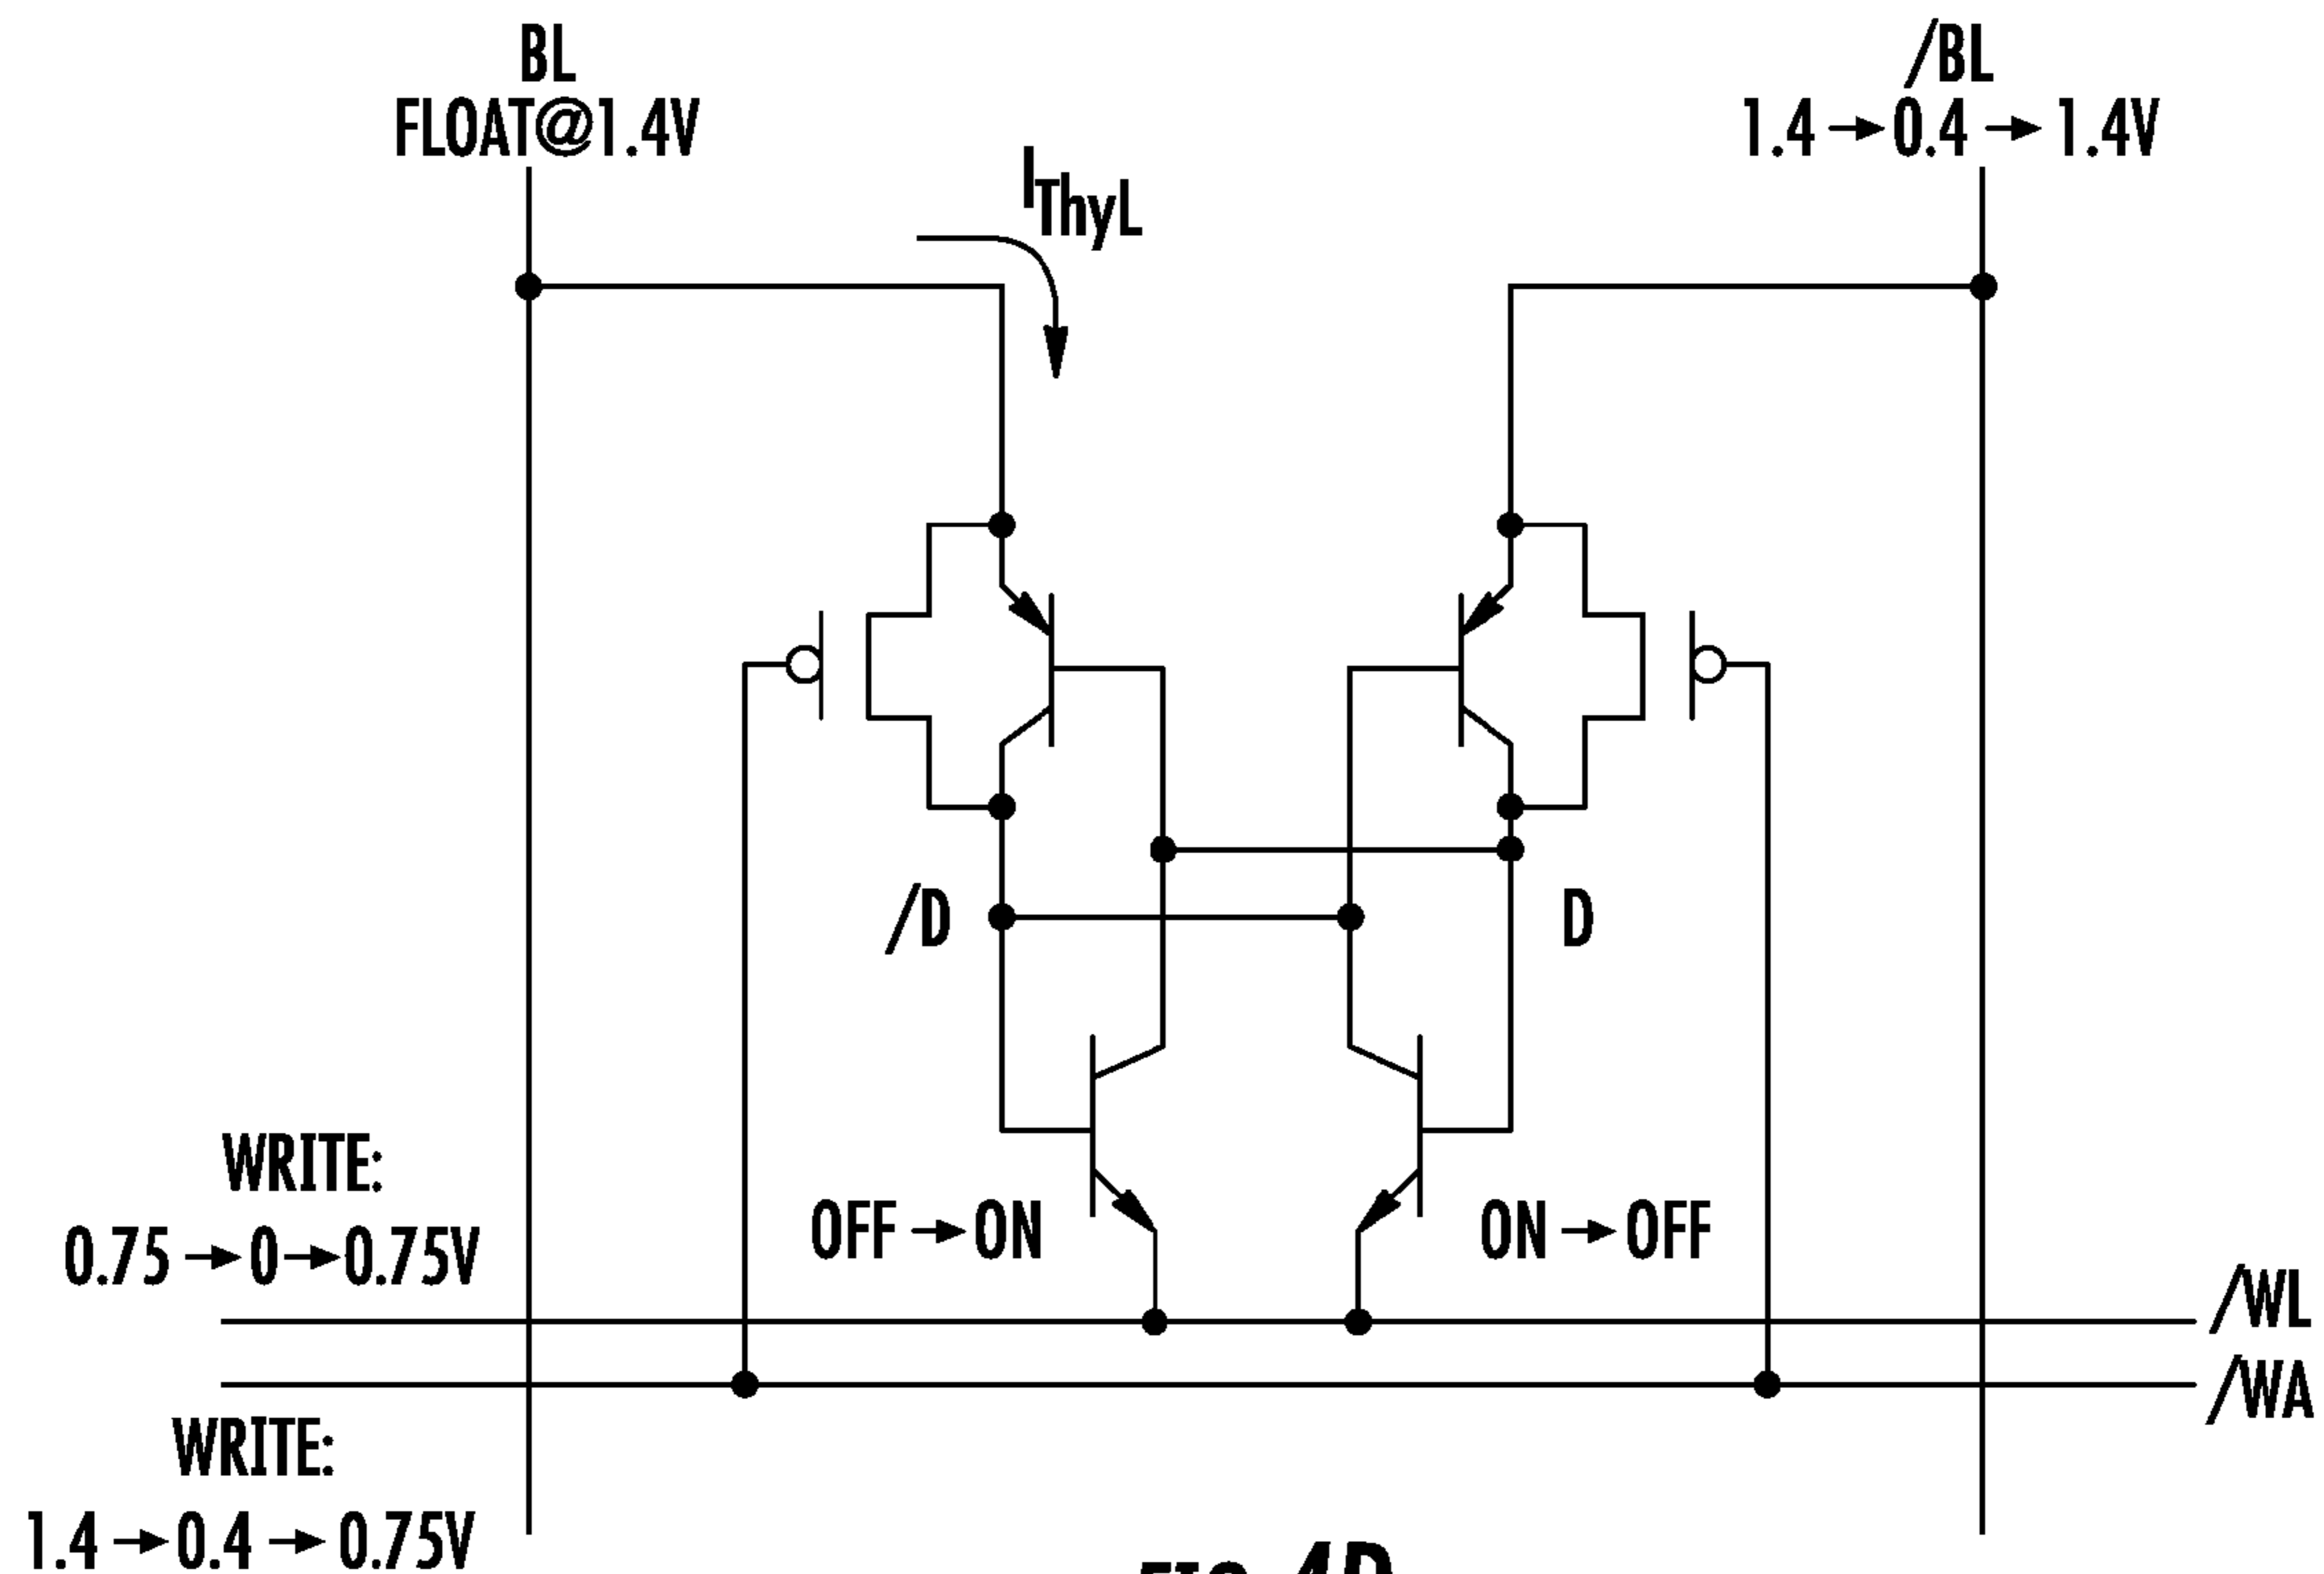 BL
FLOAT@1.4V
/BL
1.4 → 0.4 → 1.4V
IThyL
/D
D
WRITE:
0.75 → 0 → 0.75V
OFF → ON
ON → OFF
/WL
/WA
WRITE:
1.4 → 0.4 → 0.75V